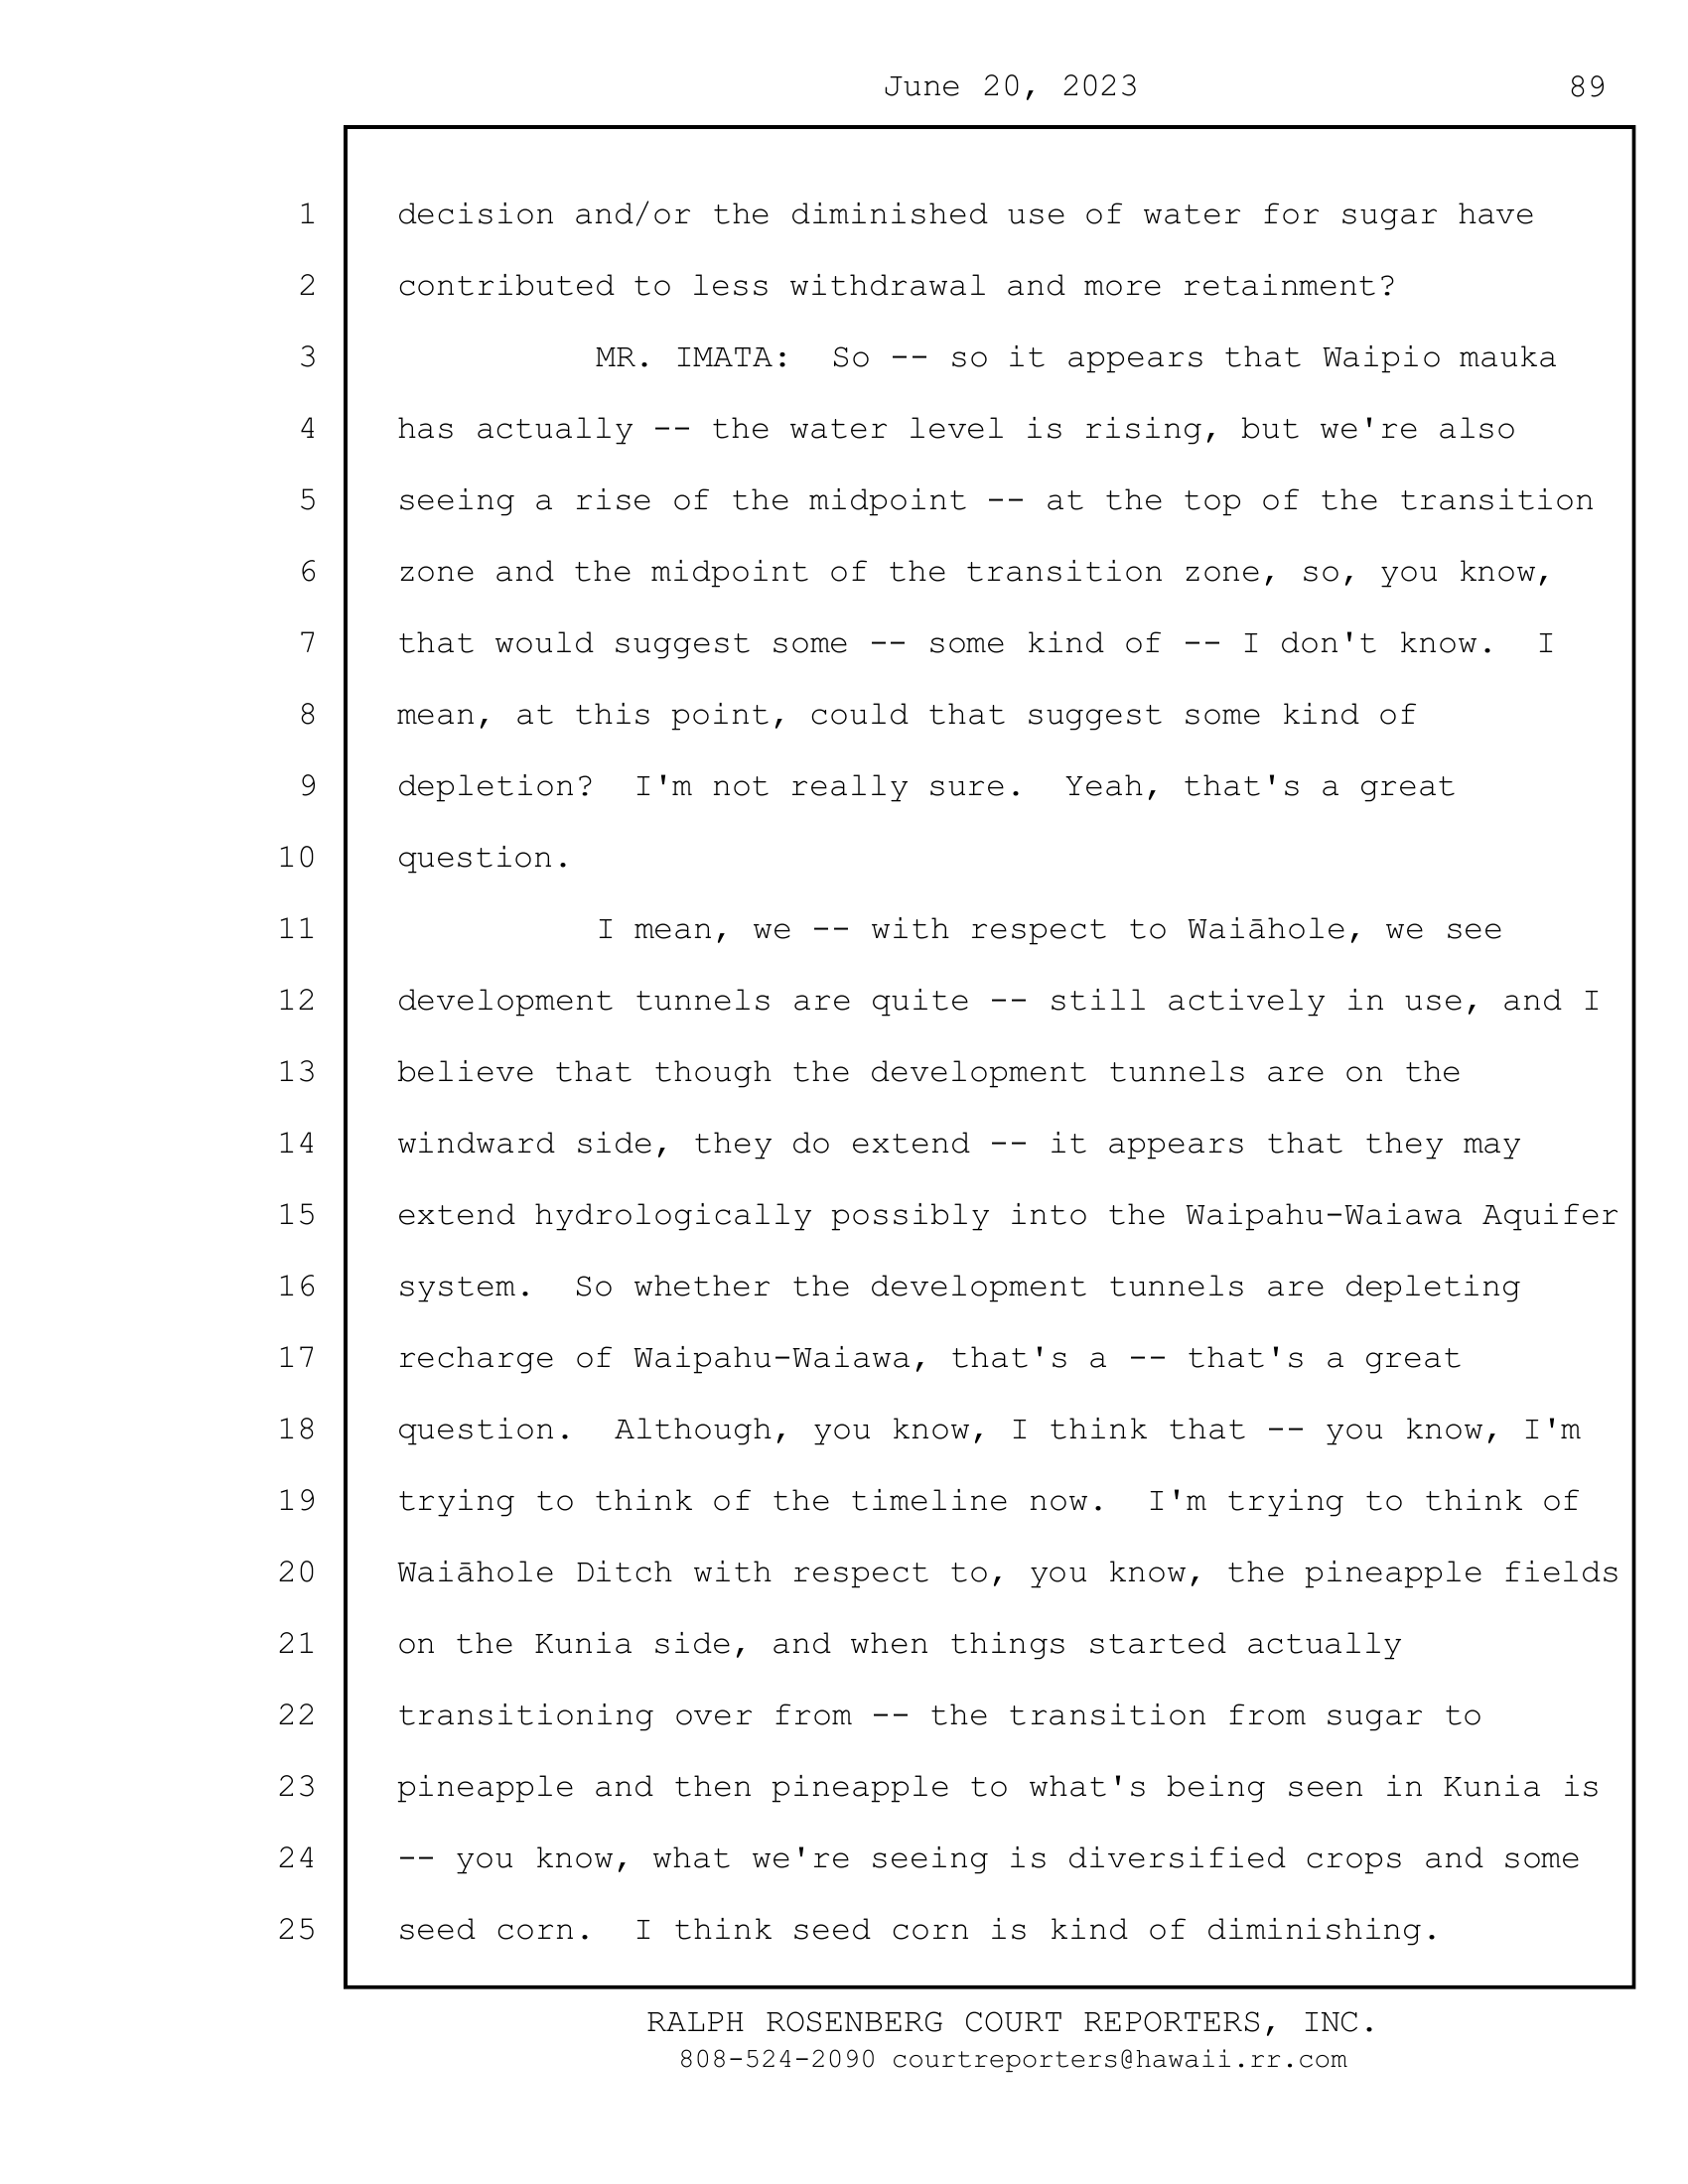 June 20, 2023 89
1 decision and/or the diminished use of water for sugar have
2 contributed to less withdrawal and more retainment?
3 MR. IMATA:  So -- so it appears that Waipio mauka
4 has actually -- the water level is rising, but we're also
5 seeing a rise of the midpoint -- at the top of the transition
6 zone and the midpoint of the transition zone, so, you know,
7 that would suggest some -- some kind of -- I don't know.  I
8 mean, at this point, could that suggest some kind of
9 depletion?  I'm not really sure.  Yeah, that's a great
10 question.
11 I mean, we -- with respect to Waiāhole, we see
12 development tunnels are quite -- still actively in use, and I
13 believe that though the development tunnels are on the
14 windward side, they do extend -- it appears that they may
15 extend hydrologically possibly into the Waipahu-Waiawa Aquifer
16 system.  So whether the development tunnels are depleting
17 recharge of Waipahu-Waiawa, that's a -- that's a great
18 question.  Although, you know, I think that -- you know, I'm
19 trying to think of the timeline now.  I'm trying to think of
20 Waiāhole Ditch with respect to, you know, the pineapple fields
21 on the Kunia side, and when things started actually
22 transitioning over from -- the transition from sugar to
23 pineapple and then pineapple to what's being seen in Kunia is
24 -- you know, what we're seeing is diversified crops and some
25 seed corn.  I think seed corn is kind of diminishing.
RALPH ROSENBERG COURT REPORTERS, INC.
808-524-2090 courtreporters@hawaii.rr.com